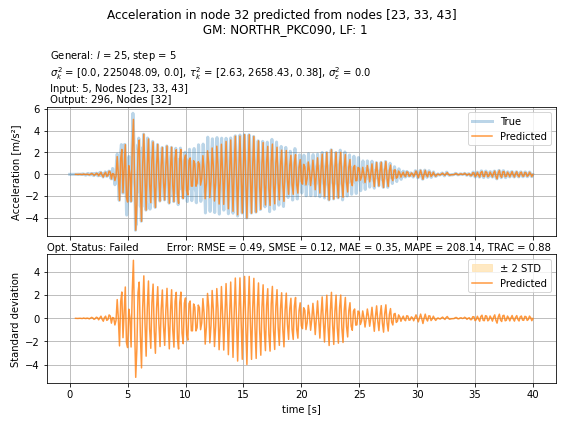 Acceleration in node 32 predicted from nodes [23, 33, 43]
GM: NORTHR_PKC090, LF: 1
General: l = 25, step = 5
σ²ₖ = [0.0, 225048.09, 0.0], τ²ₖ = [2.63, 2658.43, 0.38], σ²ε = 0.0
Input: 5, Nodes [23, 33, 43]
Output: 296, Nodes [32]
6
4
2
0
−2
−4
Acceleration [m/s²]
True
Predicted
Opt. Status: Failed Error: RMSE = 0.49, SMSE = 0.12, MAE = 0.35, MAPE = 208.14, TRAC = 0.88
4
2
0
−2
−4
Standard deviation
± 2 STD
Predicted
0 5 10 15 20 25 30 35 40
time [s]